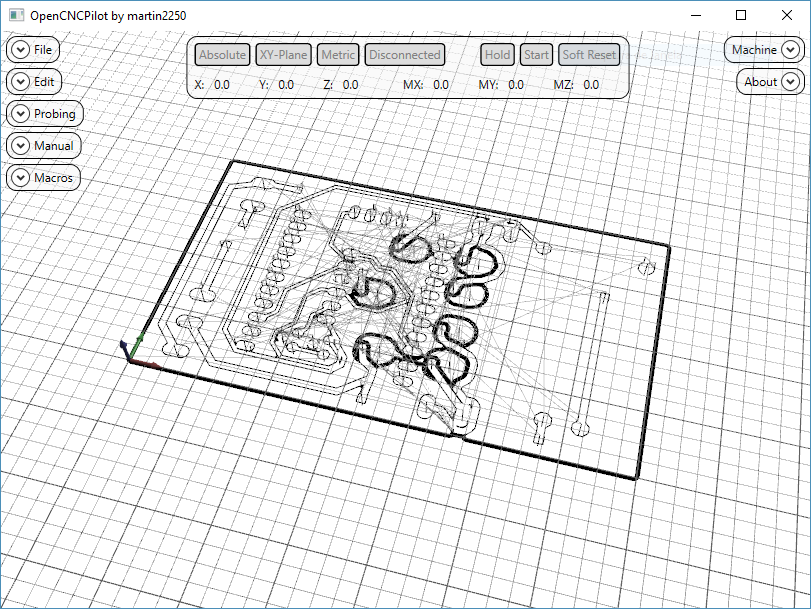 OpenCNCPilot by martin2250
File
Edit
Probing
Manual
Macros
Absolute XY-Plane Metric Disconnected Hold Start Soft Reset
X: 0.0 Y: 0.0 Z: 0.0 MX: 0.0 MY: 0.0 MZ: 0.0
Machine
About